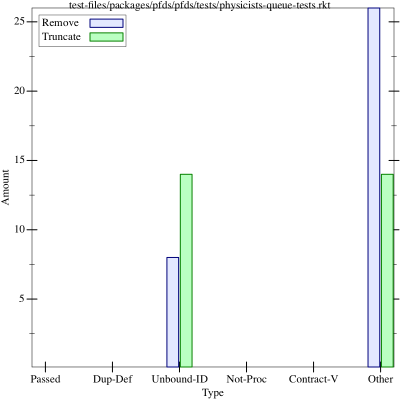 test-files/packages/pfds/pfds/tests/physicists-queue-tests.rkt
Remove
Truncate
25
20
15
10
5
Amount
Passed Dup-Def Unbound-ID Not-Proc Contract-V Other
Type